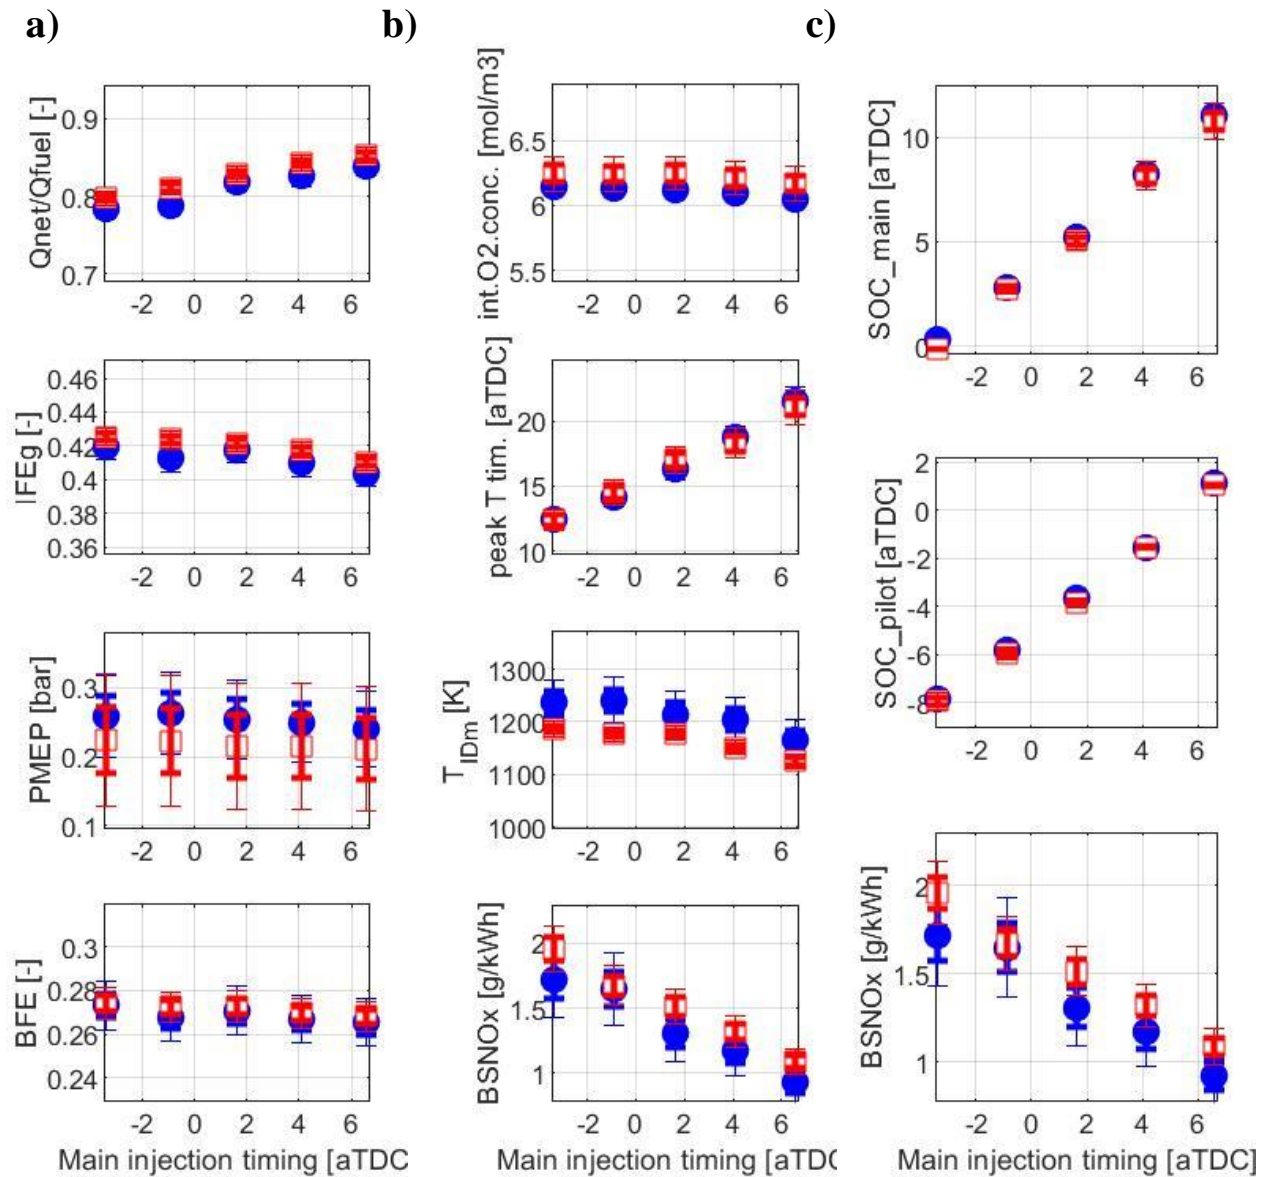 a)
b)
c)
Qnet/Qfuel [-]
0.9
0.8
0.7
-2 0 2 4 6
IFEg [-]
0.46
0.44
0.42
0.4
0.38
0.36
-2 0 2 4 6
PMEP [bar]
0.3
0.2
0.1
-2 0 2 4 6
BFE [-]
0.3
0.28
0.26
0.24
-2 0 2 4 6
Main injection timing [aTDC
int.O2.conc. [mol/m3]
6.5
6
5.5
-2 0 2 4 6
peak T tim. [aTDC]
20
15
10
-2 0 2 4 6
TIDm [K]
1300
1200
1100
1000
-2 0 2 4 6
BSNOx [g/kWh]
2
1.5
1
-2 0 2 4 6
Main injection timing [aTDC
SOC_main [aTDC]
10
5
0
-2 0 2 4 6
SOC_pilot [aTDC]
2
0
-2
-4
-6
-8
-2 0 2 4 6
BSNOx [g/kWh]
2
1.5
1
-2 0 2 4 6
Main injection timing [aTDC]